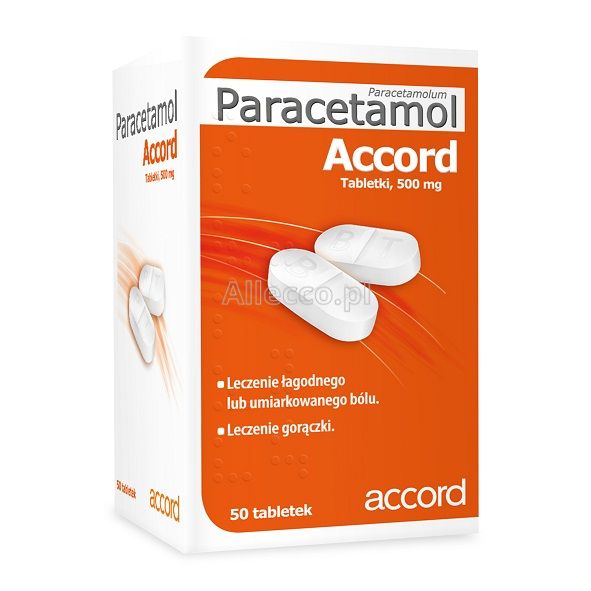 Paracetamol
Accord
Tabletki, 500 mg
50 tabletek
accord
Paracetamolum
Paracetamol
Accord
Tabletki, 500 mg
B T
B
Allecco.pl
Leczenie łagodnego
lub umiarkowanego bólu.
Leczenie gorączki.
50 tabletek
accord